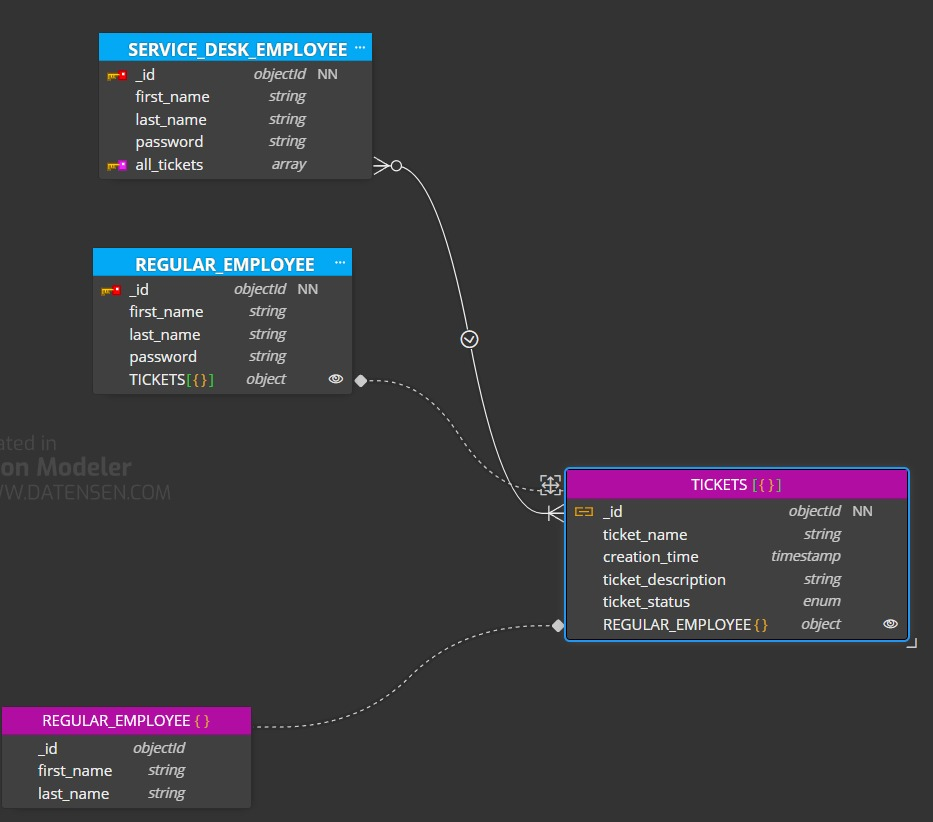 SERVICE_DESK_EMPLOYEE ...
_id objectId NN
first_name string
last_name string
password string
all_tickets array
REGULAR_EMPLOYEE ...
_id objectId NN
first_name string
last_name string
password string
TICKETS[{}] object
ated in
on Modeler
W.DATENSEN.COM
TICKETS [{}]
_id objectId NN
ticket_name string
creation_time timestamp
ticket_description string
ticket_status enum
REGULAR_EMPLOYEE{} object
REGULAR_EMPLOYEE {}
_id objectId
first_name string
last_name string